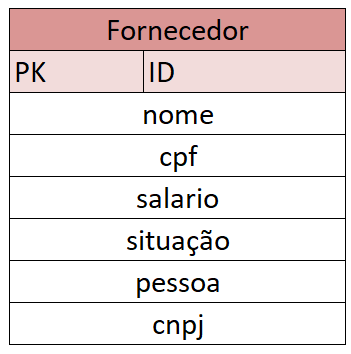 Fornecedor
PK ID
nome
cpf
salario
situação
pessoa
cnpj